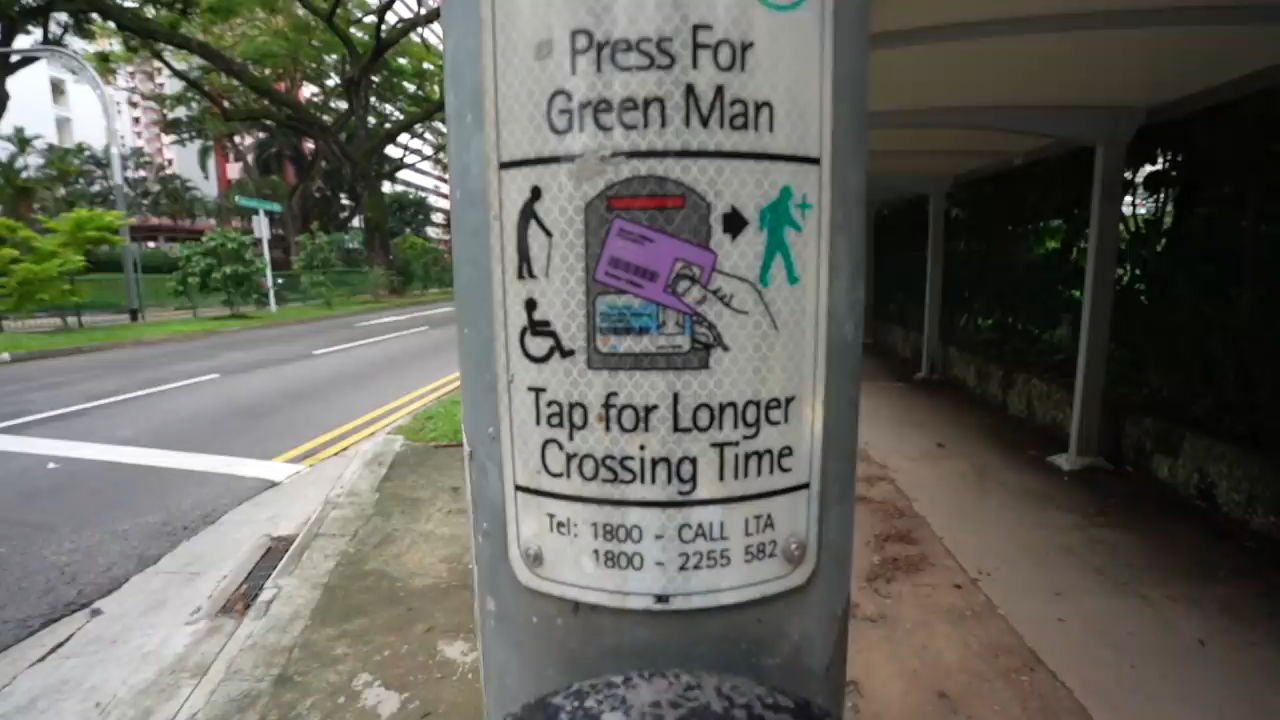 Press For
Green Man
Tap for Longer
Crossing Time
Tel: 1800 - CALL LTA
1800 - 2255 582